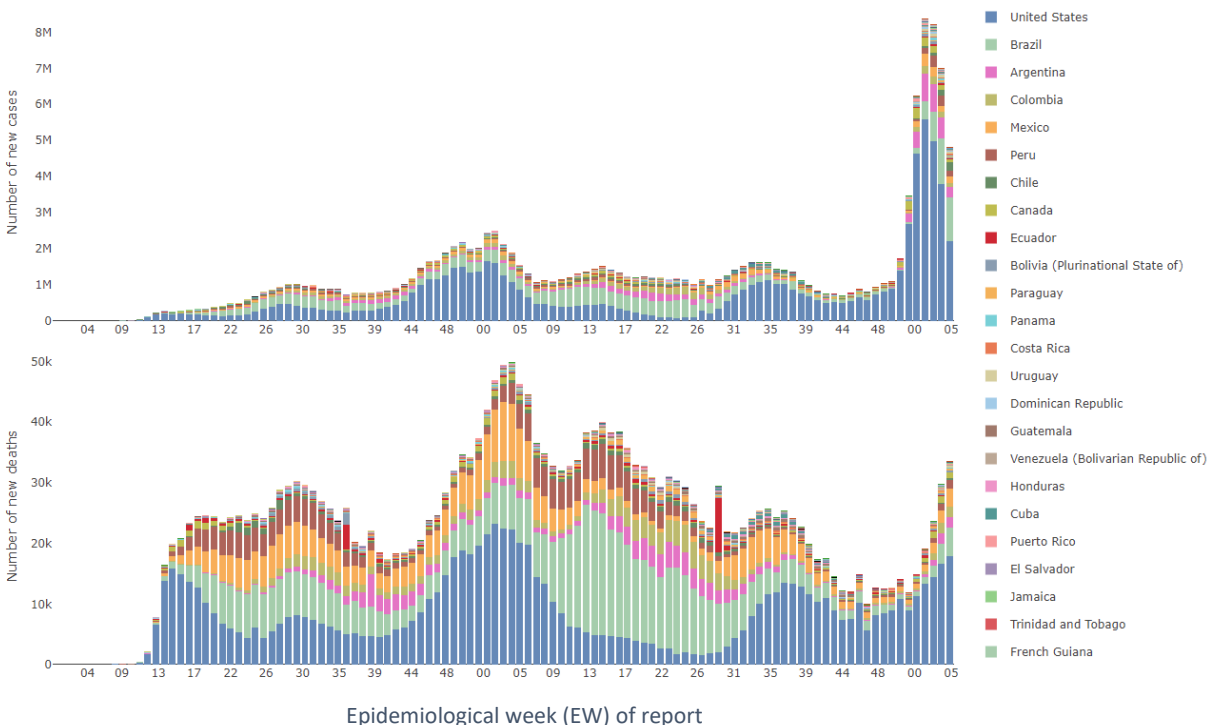 Number of new cases
8M
7M
6M
5M
4M
3M
2M
1M
0
04 09 13 17 22 26 31 35 39 44 48 00 05 09 13 17 22 26 31 35 39 44 48 00 05
Number of new deaths
50k
40k
30k
20k
10k
0
04 09 13 17 22 26 31 35 39 44 48 00 05 09 13 17 22 26 31 35 39 44 48 00 05
Epidemiological week (EW) of report
United States
Brazil
Argentina
Colombia
Mexico
Peru
Chile
Canada
Ecuador
Bolivia (Plurinational State of)
Paraguay
Panama
Costa Rica
Uruguay
Dominican Republic
Guatemala
Venezuela (Bolivarian Republic of)
Honduras
Cuba
Puerto Rico
El Salvador
Jamaica
Trinidad and Tobago
French Guiana